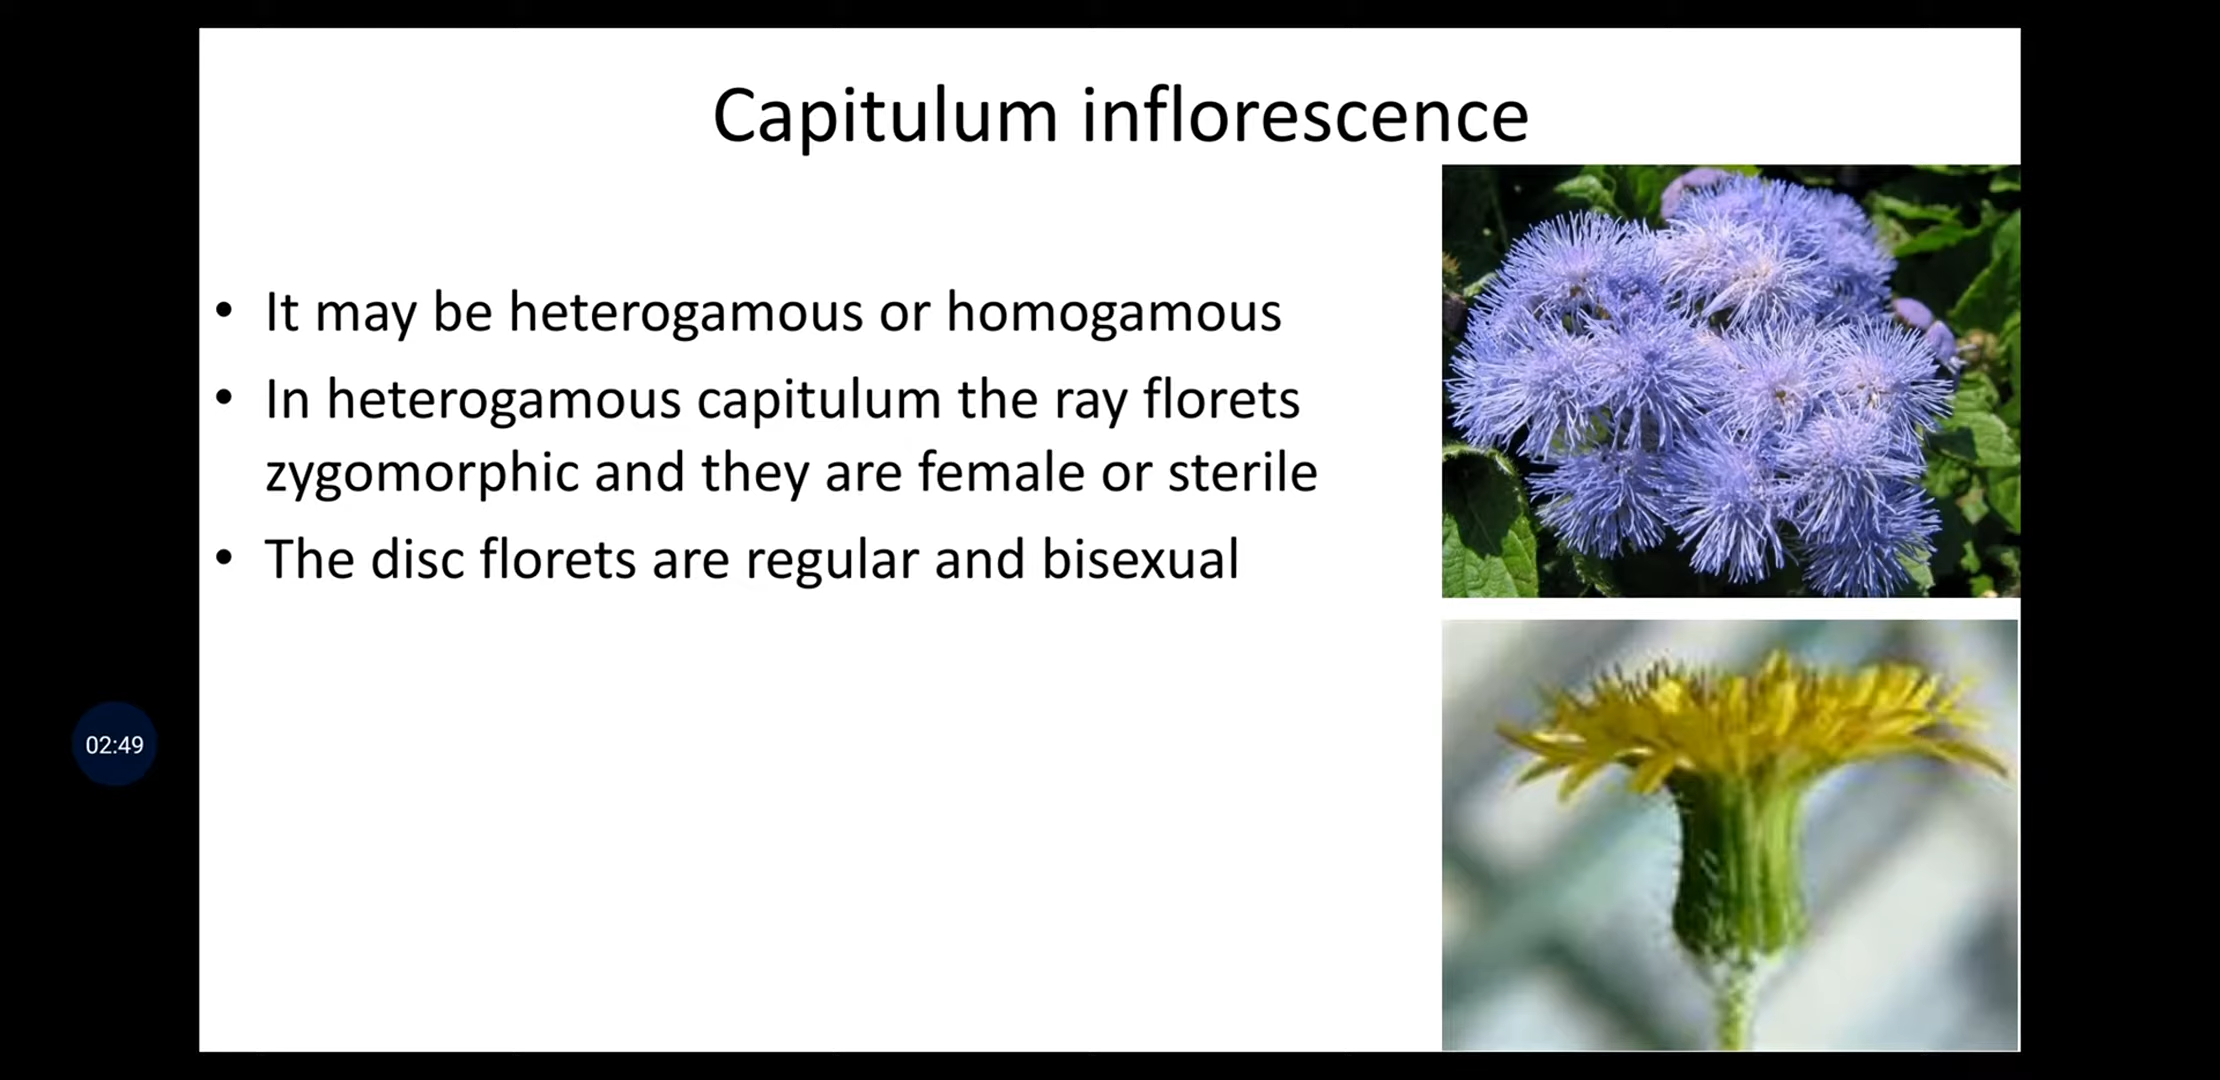 Capitulum inflorescence
• It may be heterogamous or homogamous
• In heterogamous capitulum the ray florets
zygomorphic and they are female or sterile
• The disc florets are regular and bisexual
02:49